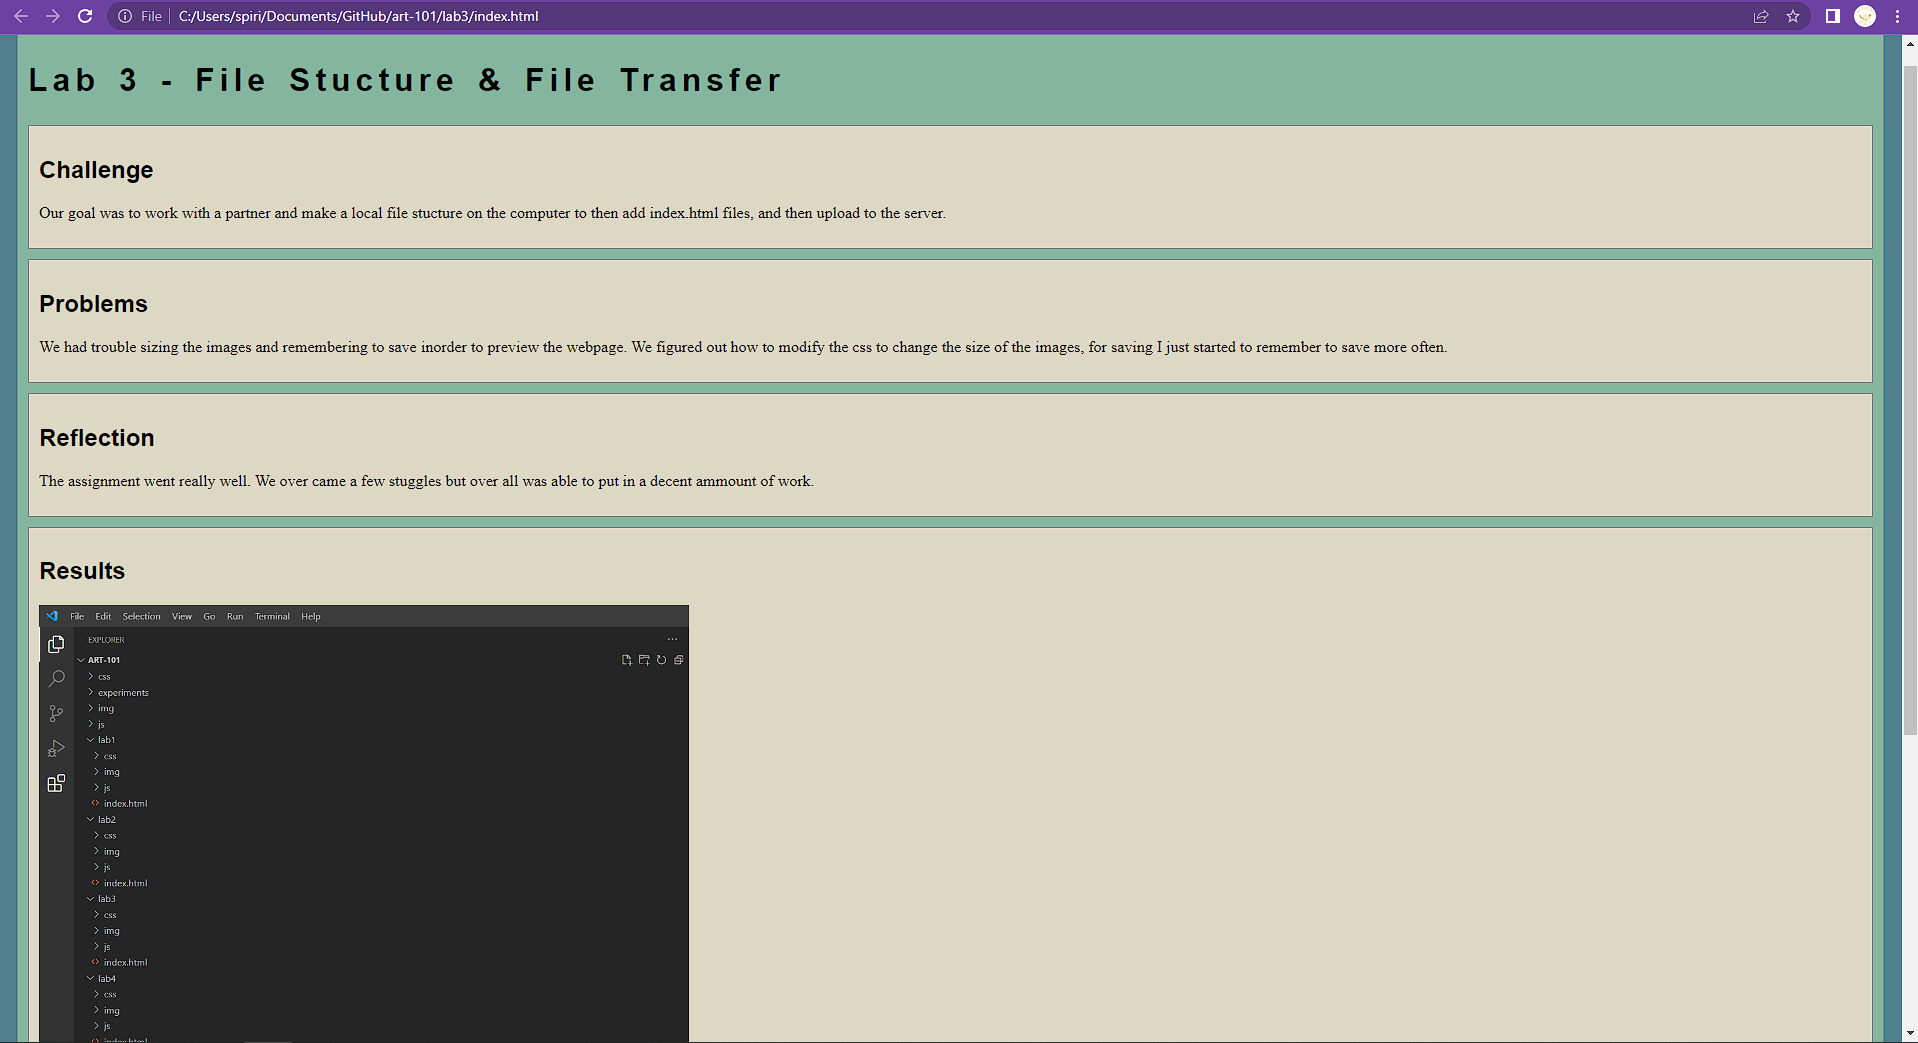 File C:/Users/spiri/Documents/GitHub/art-101/lab3/index.html
Lab 3 - File Stucture & File Transfer
Challenge
Our goal was to work with a partner and make a local file stucture on the computer to then add index.html files, and then upload to the server.
Problems
We had trouble sizing the images and remembering to save inorder to preview the webpage. We figured out how to modify the css to change the size of the images, for saving I just started to remember to save more often.
Reflection
The assignment went really well. We over came a few stuggles but over all was able to put in a decent ammount of work.
Results
File Edit Selection View Go Run Terminal Help
EXPLORER
ART-101
css
experiments
img
js
lab1
css
img
js
index.html
lab2
css
img
js
index.html
lab3
css
img
js
index.html
lab4
css
img
js
index.html